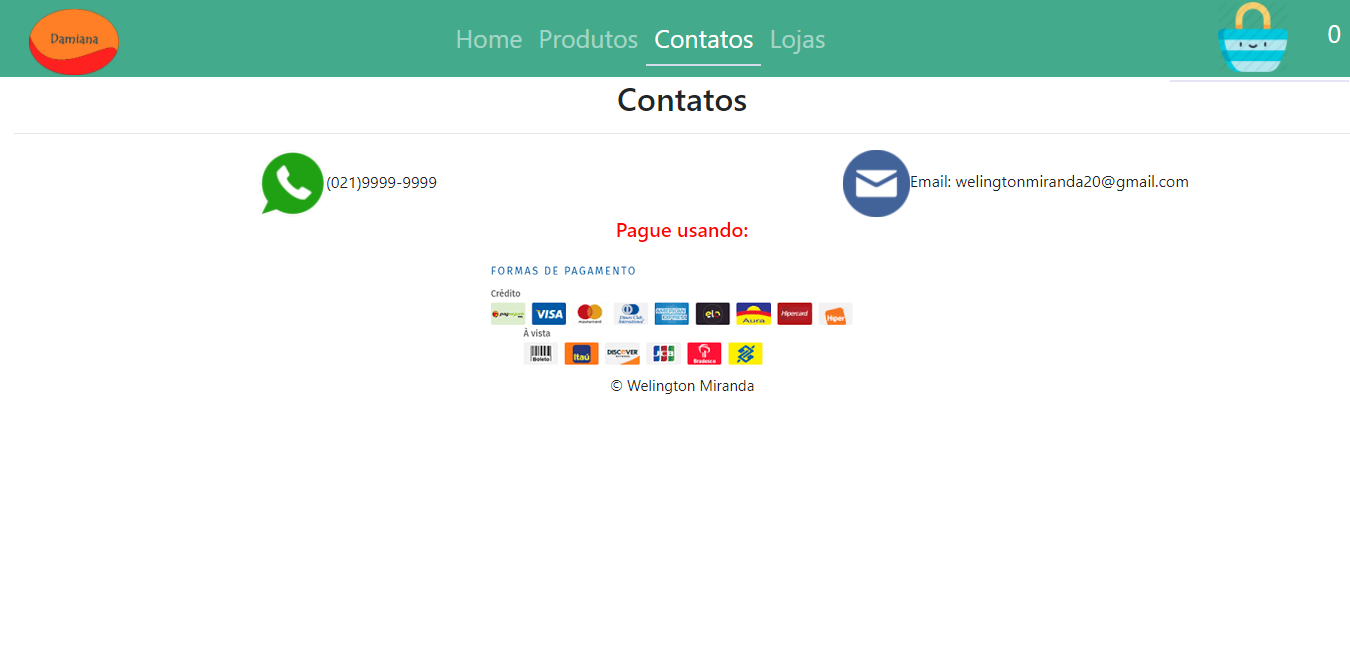 Damiana
Home Produtos Contatos Lojas
0
Contatos
(021)9999-9999
Email: welingtonmiranda20@gmail.com
Pague usando:
FORMAS DE PAGAMENTO
Crédito
VISA mastercard Diners Club International AMERICAN EXPRESS elo Aura Hipercard Hiper
À vista
Boleto Itaú DISCOVER JCB Bradesco
© Welington Miranda